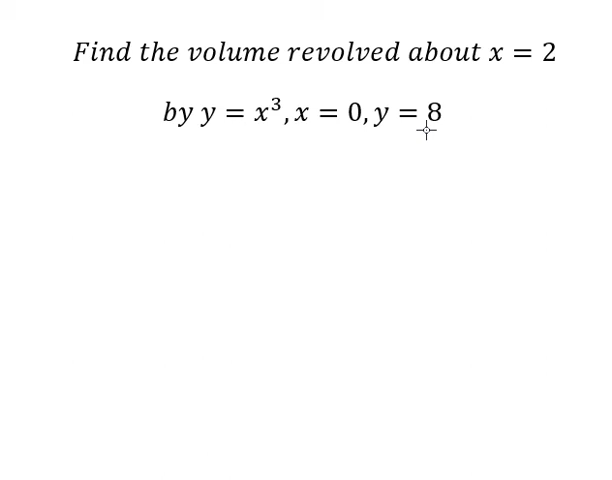 Find the volume revolved about x = 2
by y = x³, x = 0, y = 8